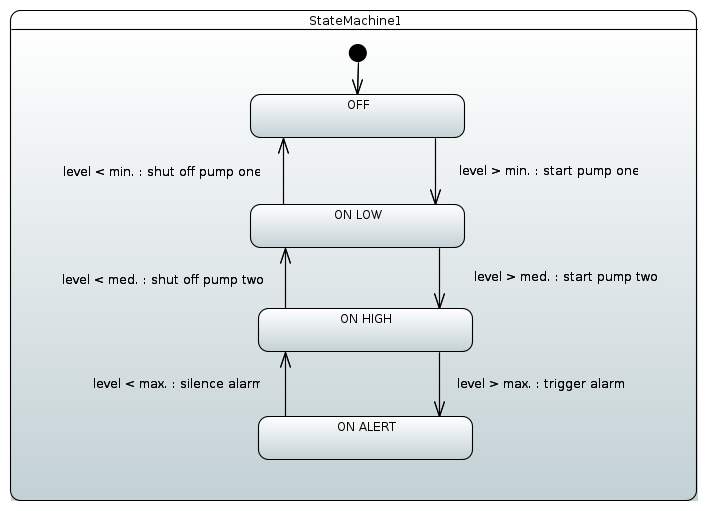 StateMachine1
OFF
level < min. : shut off pump one
level > min. : start pump one
ON LOW
level < med. : shut off pump two
level > med. : start pump two
ON HIGH
level < max. : silence alarm
level > max. : trigger alarm
ON ALERT